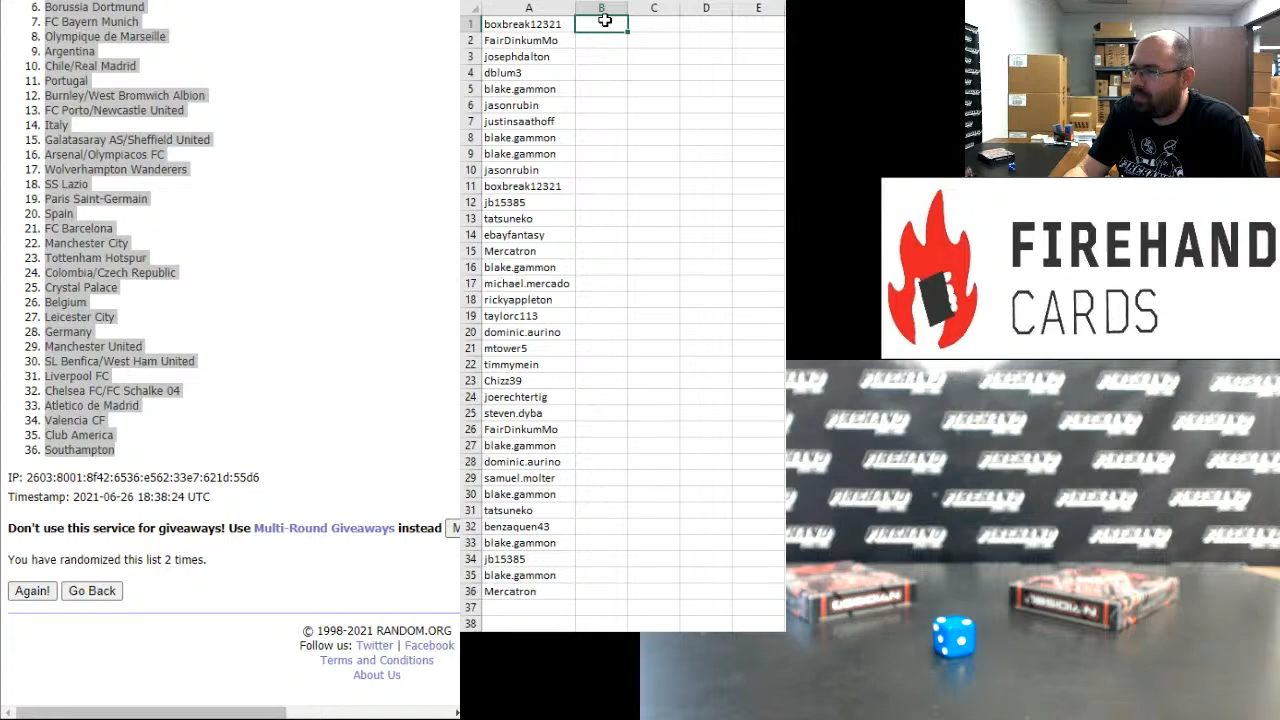 6. Borussia Dortmund
7. FC Bayern Munich
8. Olympique de Marseille
9. Argentina
10. Chile/Real Madrid
11. Portugal
12. Burnley/West Bromwich Albion
13. FC Porto/Newcastle United
14. Italy
15. Galatasaray AS/Sheffield United
16. Arsenal/Olympiacos FC
17. Wolverhampton Wanderers
18. SS Lazio
19. Paris Saint-Germain
20. Spain
21. FC Barcelona
22. Manchester City
23. Tottenham Hotspur
24. Colombia/Czech Republic
25. Crystal Palace
26. Belgium
27. Leicester City
28. Germany
29. Manchester United
30. SL Benfica/West Ham United
31. Liverpool FC
32. Chelsea FC/FC Schalke 04
33. Atletico de Madrid
34. Valencia CF
35. Club America
36. Southampton
IP: 2603:8001:8f42:6536:e562:33e7:621d:55d6
Timestamp: 2021-06-26 18:38:24 UTC
Don't use this service for giveaways! Use Multi-Round Giveaways instead
You have randomized this list 2 times.
Again! Go Back
© 1998-2021 RANDOM.ORG
Follow us: Twitter | Facebook
Terms and Conditions
About Us
A B C D E
1 boxbreak12321
2 FairDinkumMo
3 josephdalton
4 dblum3
5 blake.gammon
6 jasonrubin
7 justinsaathoff
8 blake.gammon
9 blake.gammon
10 jasonrubin
11 boxbreak12321
12 jb15385
13 tatsuneko
14 ebayfantasy
15 Mercatron
16 blake.gammon
17 michael.mercado
18 rickyappleton
19 taylorc113
20 dominic.aurino
21 mtower5
22 timmymein
23 Chizz39
24 joerechtertig
25 steven.dyba
26 FairDinkumMo
27 blake.gammon
28 dominic.aurino
29 samuel.molter
30 blake.gammon
31 tatsuneko
32 benzaquen43
33 blake.gammon
34 jb15385
35 blake.gammon
36 Mercatron
37
38
FIREHAND
CARDS
OBSIDIAN
OBSIDIAN